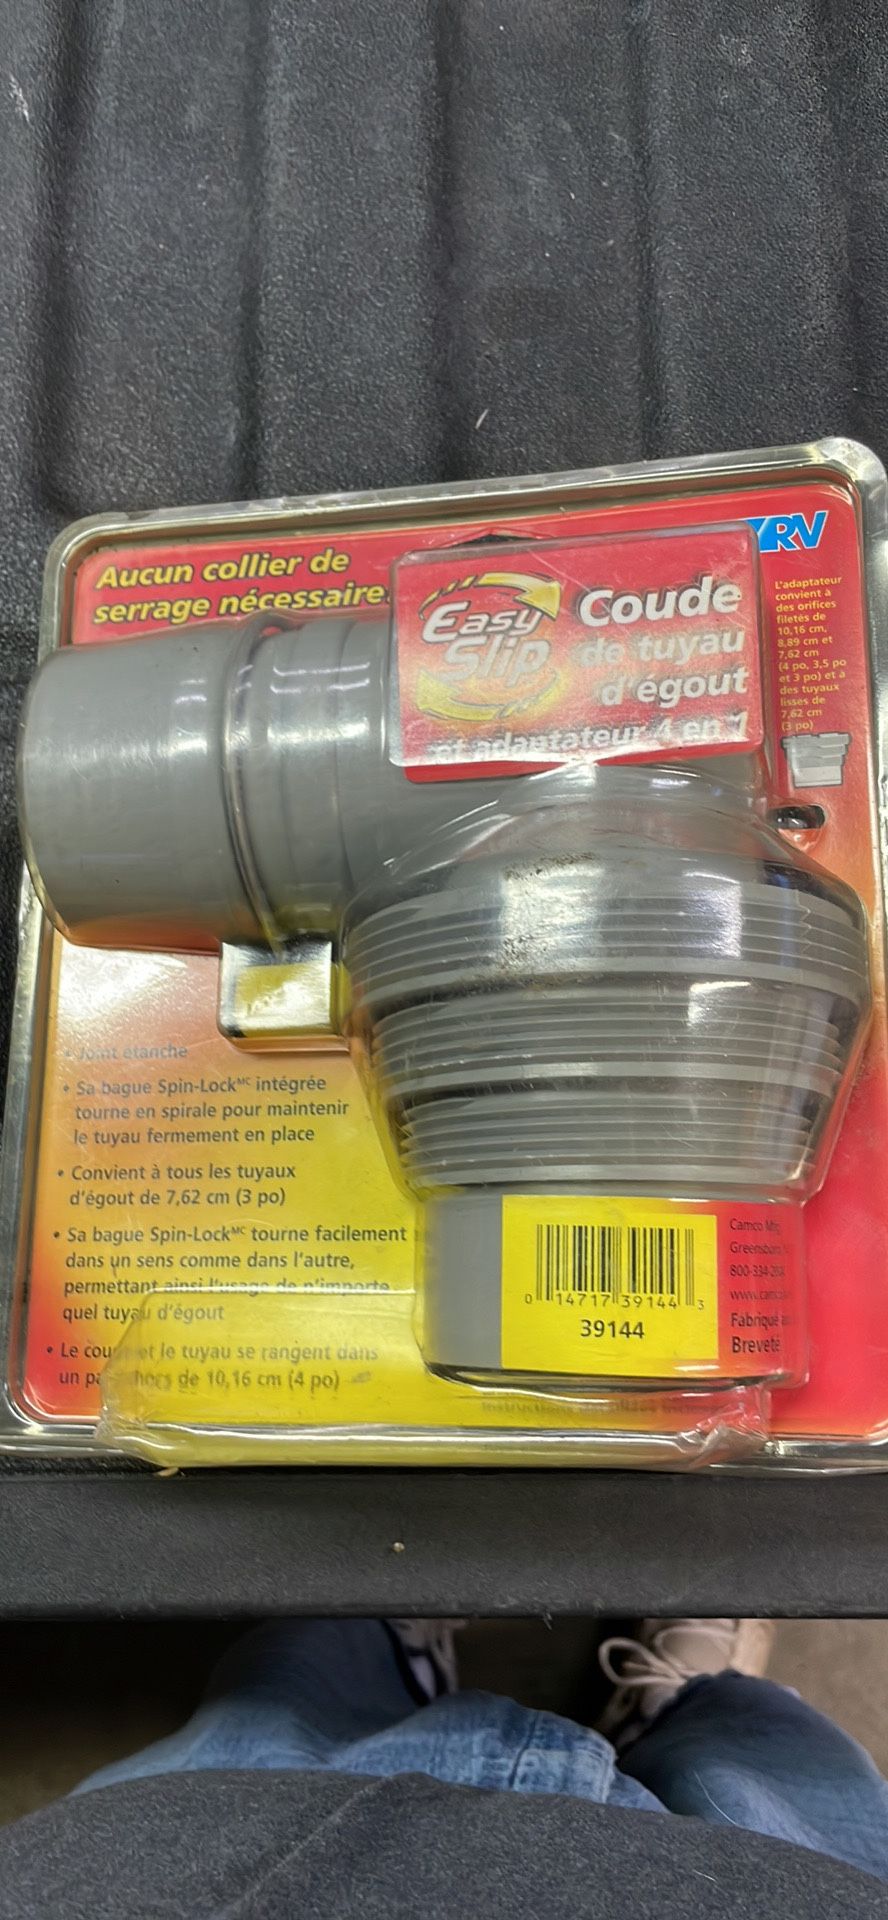 Aucun collier de
serrage nécessaire
RV
Easy
Slip
Coude
de tuyau
d'égout
et adaptateur 4 en 1
L'adaptateur
convient à
des orifices
filetés de
10,16 cm,
8,89 cm et
7,62 cm
(4 po, 3,5 po
et 3 po) et à
des tuyaux
lisses de
7,62 cm
(3 po)
• Joint étanche
• Sa bague Spin-Lock MC intégrée
tourne en spirale pour maintenir
le tuyau fermement en place
• Convient à tous les tuyaux
d'égout de 7,62 cm (3 po)
• Sa bague Spin-Lock MC tourne facilement
dans un sens comme dans l'autre,
permettant ainsi l'usage de n'importe
quel tuyau d'égout
• Le et le tuyau se rangent dans
un hors de 10,16 cm (4 po)
0 14717 39144 3
39144
Camco
Greensboro
800-334
Fabriqué
Breveté